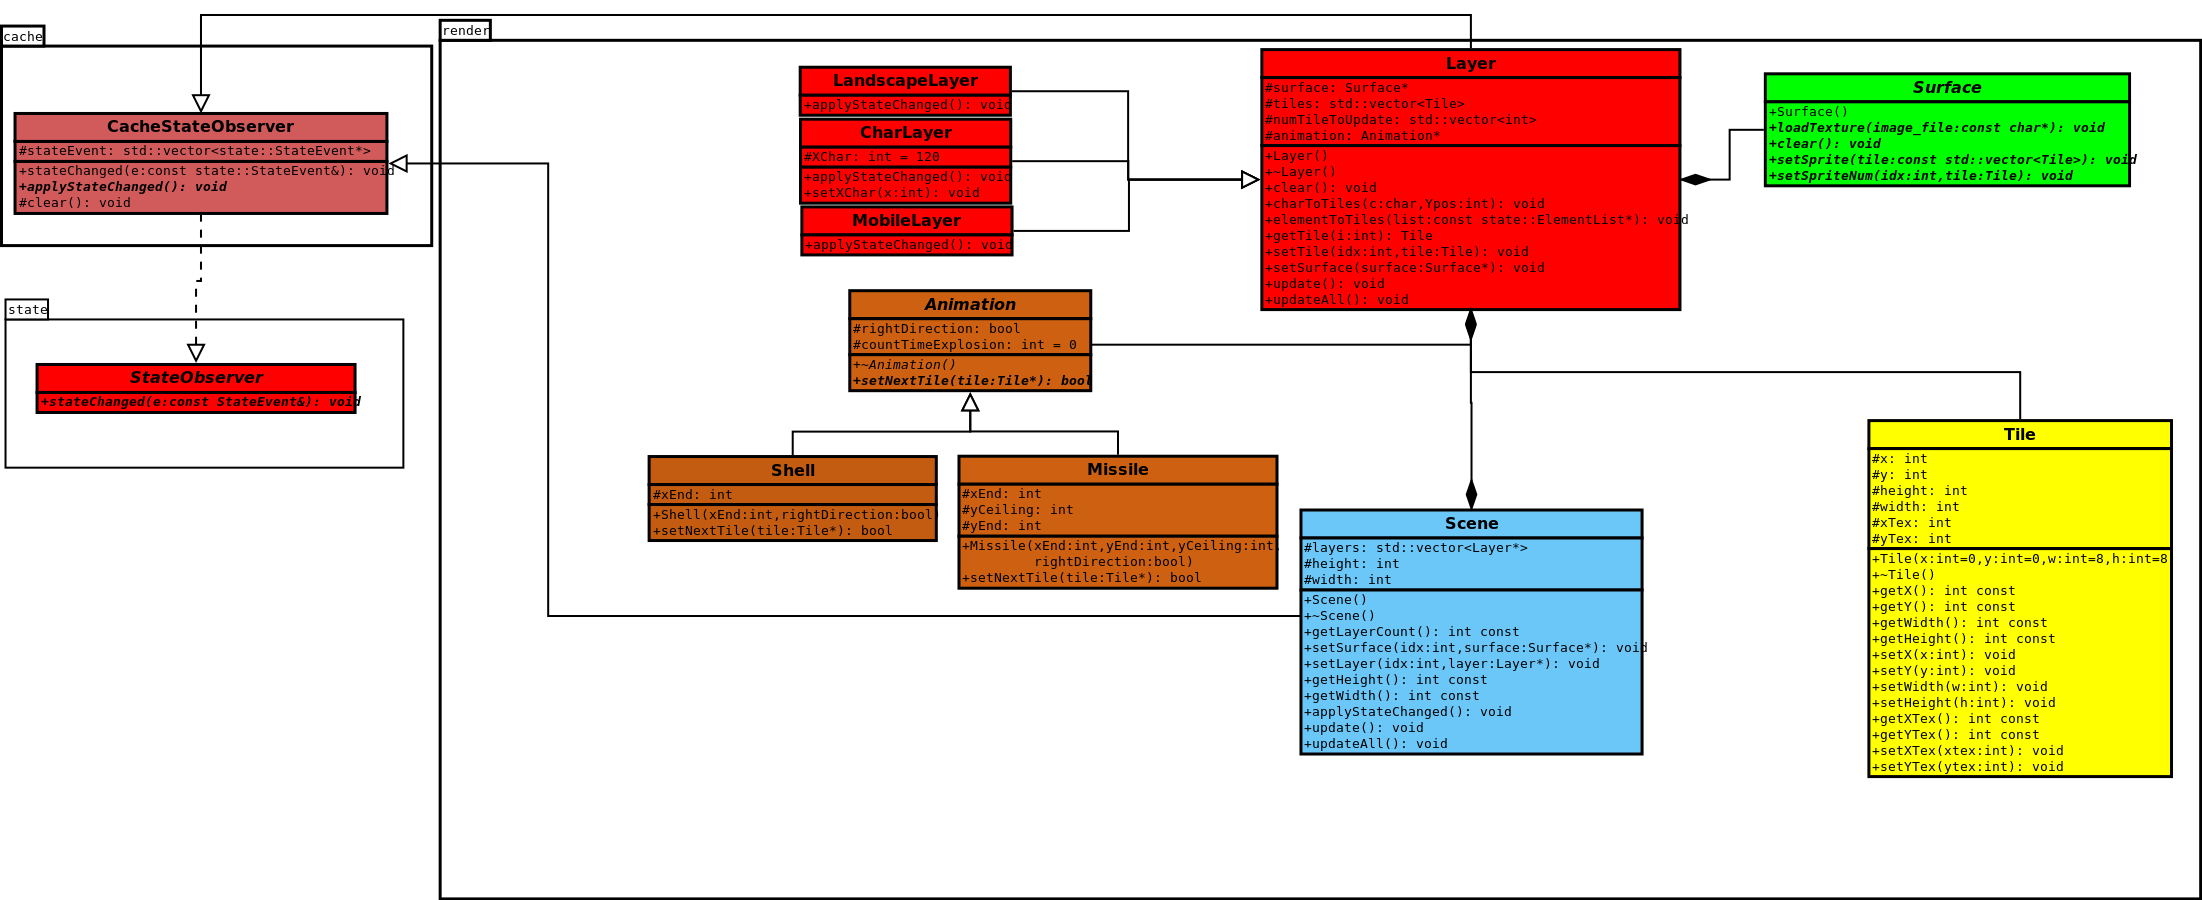 cache
CacheStateObserver
#stateEvent: std::vector<state::StateEvent*>
+stateChanged(e:const state::StateEvent&): void
+applyStateChanged(): void
#clear(): void
state
StateObserver
+stateChanged(e:const StateEvent&): void
render
LandscapeLayer
+applyStateChanged(): void
CharLayer
#XChar: int = 120
+applyStateChanged(): void
+setXChar(x:int): void
MobileLayer
+applyStateChanged(): void
Layer
#surface: Surface*
#tiles: std::vector<Tile>
#numTileToUpdate: std::vector<int>
#animation: Animation*
+Layer()
+~Layer()
+clear(): void
+charToTiles(c:char,Ypos:int): void
+elementToTiles(list:const state::ElementList*): void
+getTile(i:int): Tile
+setTile(idx:int,tile:Tile): void
+setSurface(surface:Surface*): void
+update(): void
+updateAll(): void
Surface
+Surface()
+loadTexture(image_file:const char*): void
+clear(): void
+setSprite(tile:const std::vector<Tile>): void
+setSpriteNum(idx:int,tile:Tile): void
Animation
#rightDirection: bool
#countTimeExplosion: int = 0
+~Animation()
+setNextTile(tile:Tile*): bool
Shell
#xEnd: int
+Shell(xEnd:int,rightDirection:bool
+setNextTile(tile:Tile*): bool
Missile
#xEnd: int
#yCeiling: int
#yEnd: int
+Missile(xEnd:int,yEnd:int,yCeiling:int,
rightDirection:bool)
+setNextTile(tile:Tile*): bool
Scene
#layers: std::vector<Layer*>
#height: int
#width: int
+Scene()
+~Scene()
+getLayerCount(): int const
+setSurface(idx:int,surface:Surface*): void
+setLayer(idx:int,layer:Layer*): void
+getHeight(): int const
+getWidth(): int const
+applyStateChanged(): void
+update(): void
+updateAll(): void
Tile
#x: int
#y: int
#height: int
#width: int
#xTex: int
#yTex: int
+Tile(x:int=0,y:int=0,w:int=8,h:int=8
+~Tile()
+getX(): int const
+getY(): int const
+getWidth(): int const
+getHeight(): int const
+setX(x:int): void
+setY(y:int): void
+setWidth(w:int): void
+setHeight(h:int): void
+getXTex(): int const
+getYTex(): int const
+setXTex(xtex:int): void
+setYTex(ytex:int): void